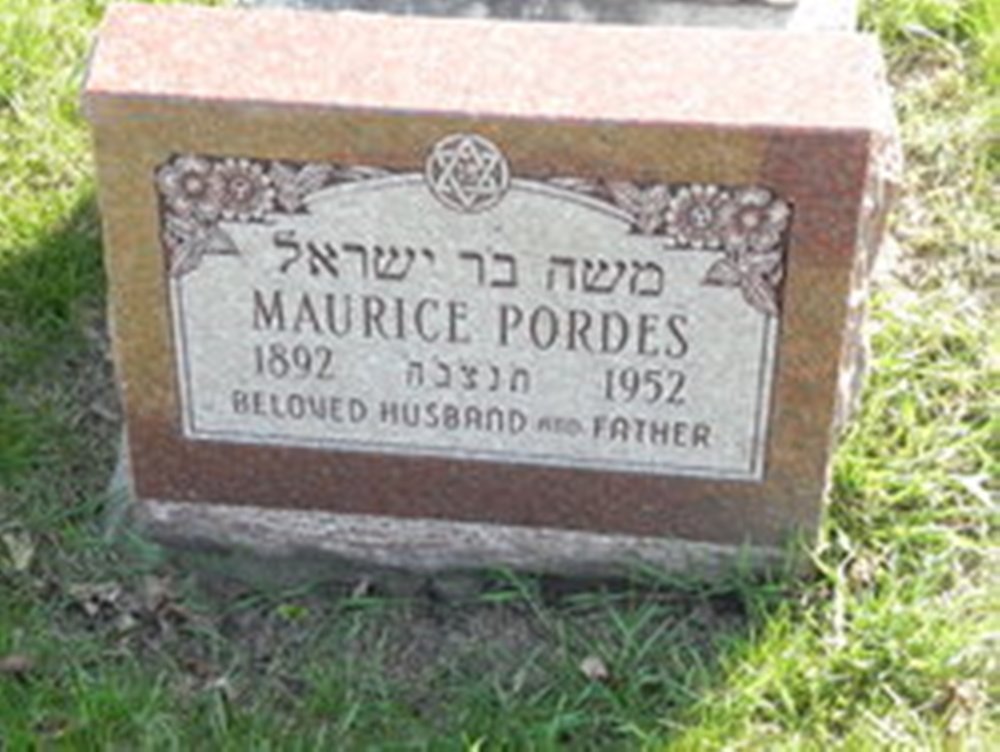 משה בר ישראל
MAURICE PORDES
1892 תנצבה 1952
BELOVED HUSBAND AND FATHER